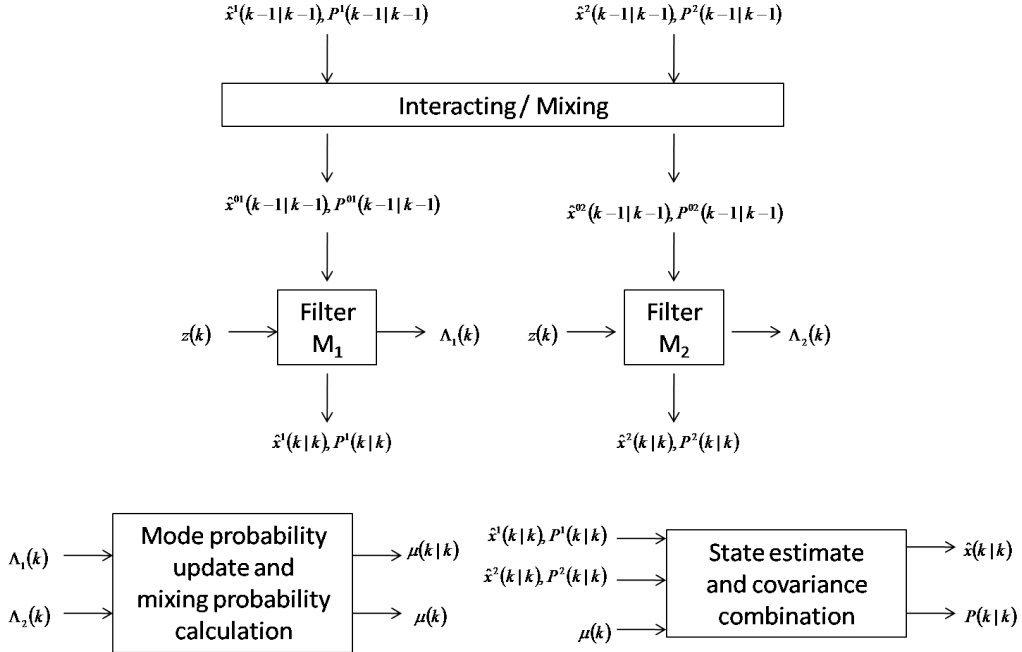 x̂¹(k−1|k−1), P¹(k−1|k−1)
x̂²(k−1|k−1), P²(k−1|k−1)
Interacting / Mixing
x̂⁰¹(k−1|k−1), P⁰¹(k−1|k−1)
x̂⁰²(k−1|k−1), P⁰²(k−1|k−1)
z(k)
Filter
M₁
Λ₁(k)
z(k)
Filter
M₂
Λ₂(k)
x̂¹(k|k), P¹(k|k)
x̂²(k|k), P²(k|k)
Λ₁(k)
Λ₂(k)
Mode probability
update and
mixing probability
calculation
μ(k|k)
μ(k)
x̂¹(k|k), P¹(k|k)
x̂²(k|k), P²(k|k)
μ(k)
State estimate
and covariance
combination
x̂(k|k)
P(k|k)